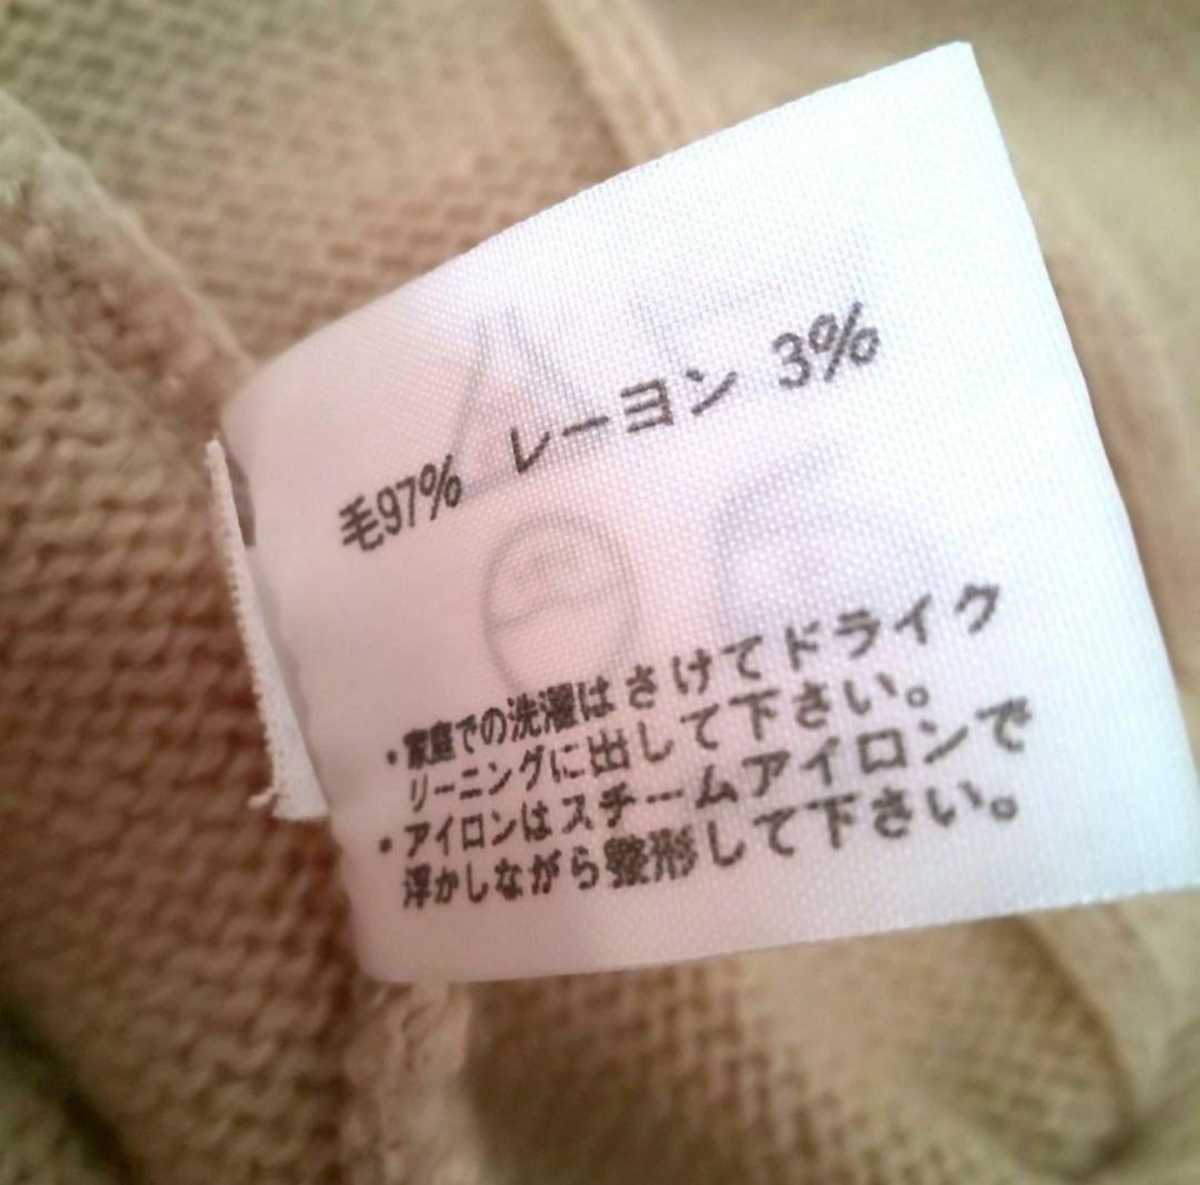 毛97% レーヨン 3%
・家庭での洗濯はさけてドライク
リーニングに出して下さい。
・アイロンはスチームアイロンで
浮かしながら整形して下さい。